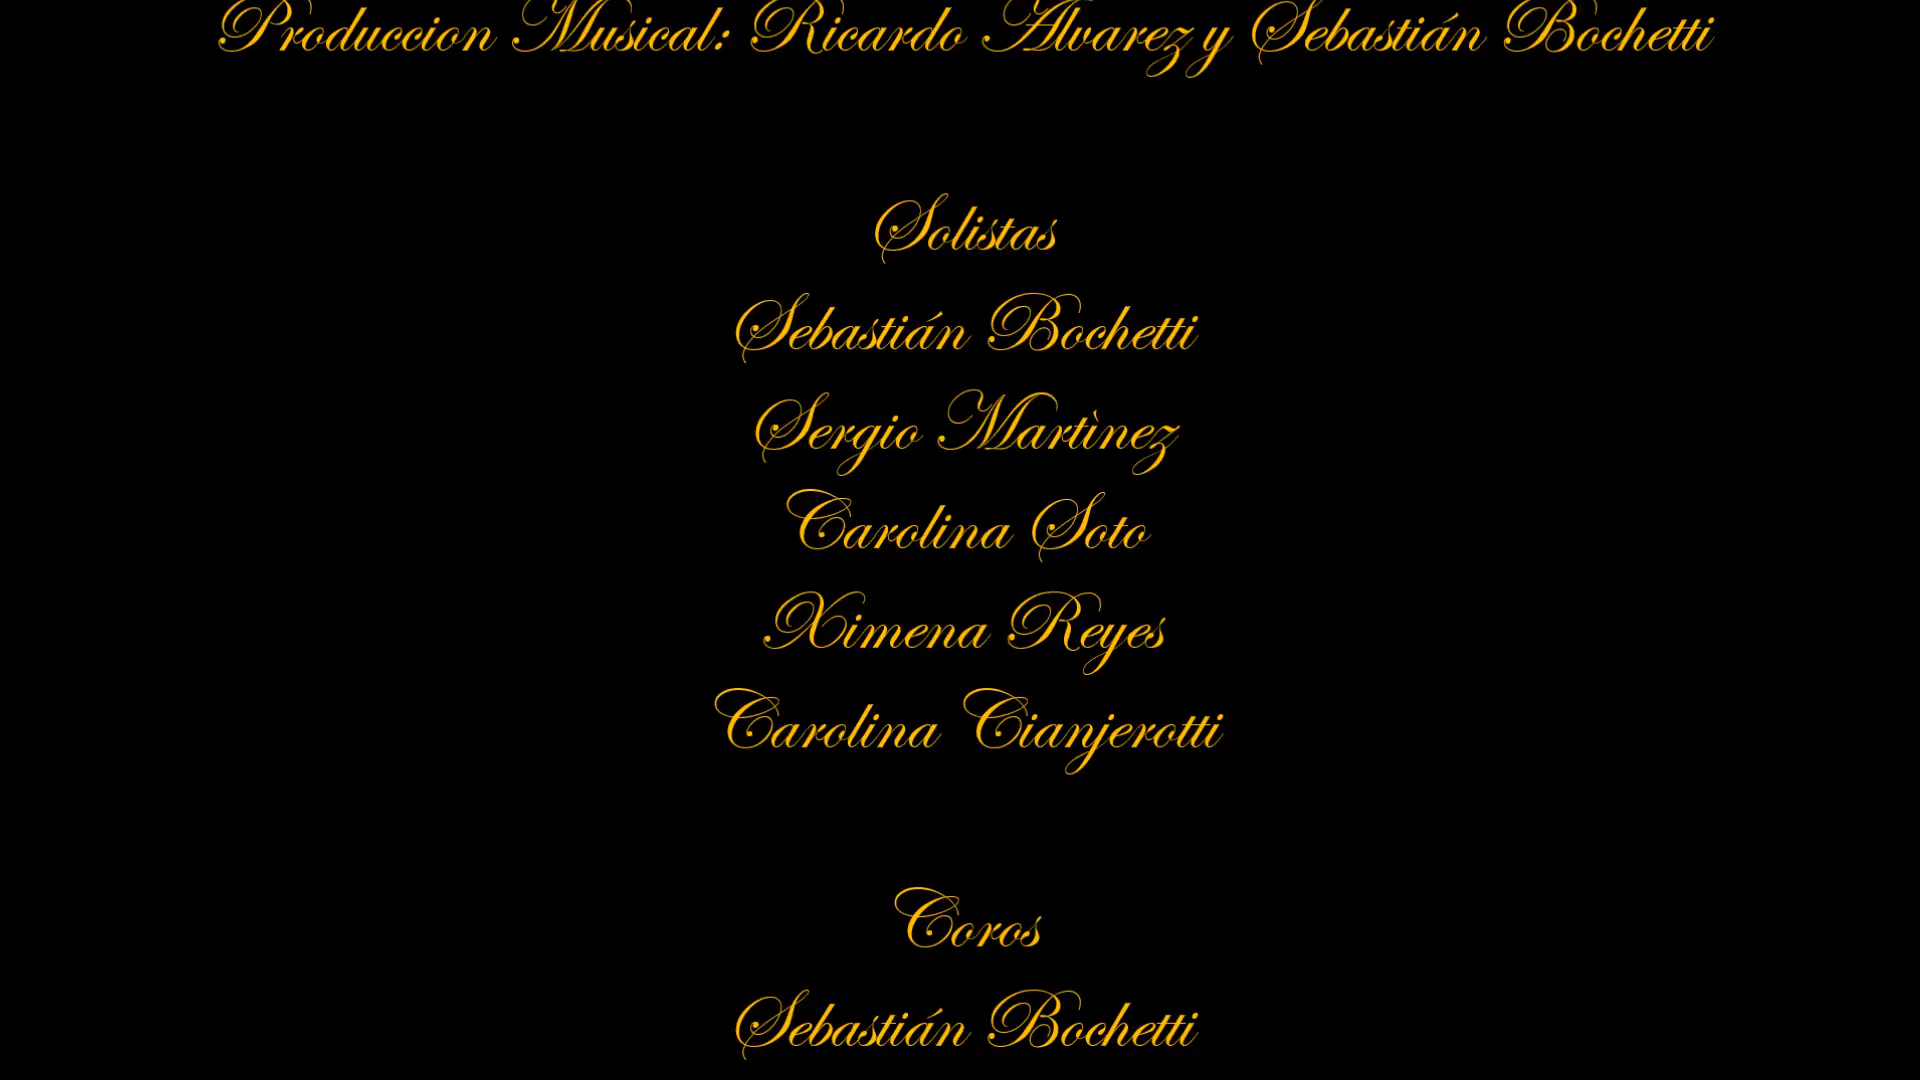 Produccion Musical: Ricardo Alvarez y Sebastián Bochetti
Solistas
Sebastián Bochetti
Sergio Martìnez
Carolina Soto
Ximena Reyes
Carolina Cianjerotti
Coros
Sebastián Bochetti